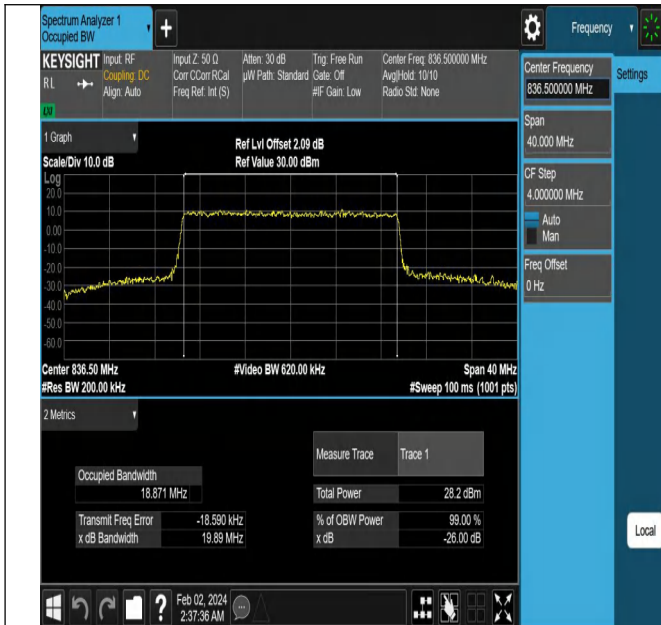 Spectrum Analyzer 1
Occupied BW
+
Frequency
KEYSIGHT
RL
LXI
Input: RF
Coupling: DC
Align: Auto
Input Z: 50 Ω
Corr CCorr RCal
Freq Ref: Int (S)
Atten: 30 dB
µW Path: Standard
Trig: Free Run
Gate: Off
#IF Gain: Low
Center Freq: 836.500000 MHz
Avg|Hold: 10/10
Radio Std: None
Center Frequency
836.500000 MHz
Settings
Span
40.000 MHz
CF Step
4.000000 MHz
Auto
Man
Freq Offset
0 Hz
1 Graph
Scale/Div 10.0 dB
Ref Lvl Offset 2.09 dB
Ref Value 30.00 dBm
Log
20.0
10.0
0.00
-10.0
-20.0
-30.0
-40.0
-50.0
-60.0
Center 836.50 MHz
#Res BW 200.00 kHz
#Video BW 620.00 kHz
Span 40 MHz
#Sweep 100 ms (1001 pts)
2 Metrics
Measure Trace Trace 1
Occupied Bandwidth
18.871 MHz
Total Power 28.2 dBm
Transmit Freq Error -18.590 kHz
% of OBW Power 99.00 %
x dB Bandwidth 19.89 MHz
x dB -26.00 dB
Local
?
Feb 02, 2024
2:37:36 AM